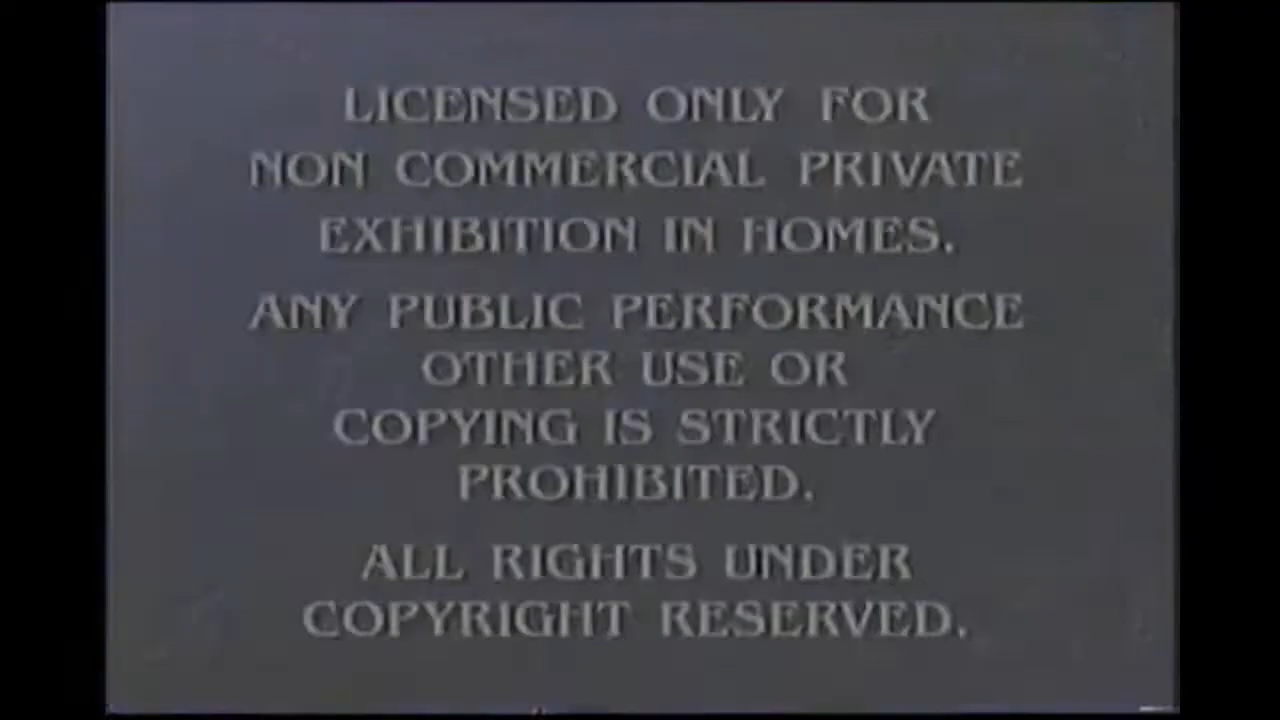 LICENSED ONLY FOR
NON COMMERCIAL PRIVATE
EXHIBITION IN HOMES.
ANY PUBLIC PERFORMANCE
OTHER USE OR
COPYING IS STRICTLY
PROHIBITED.
ALL RIGHTS UNDER
COPYRIGHT RESERVED.